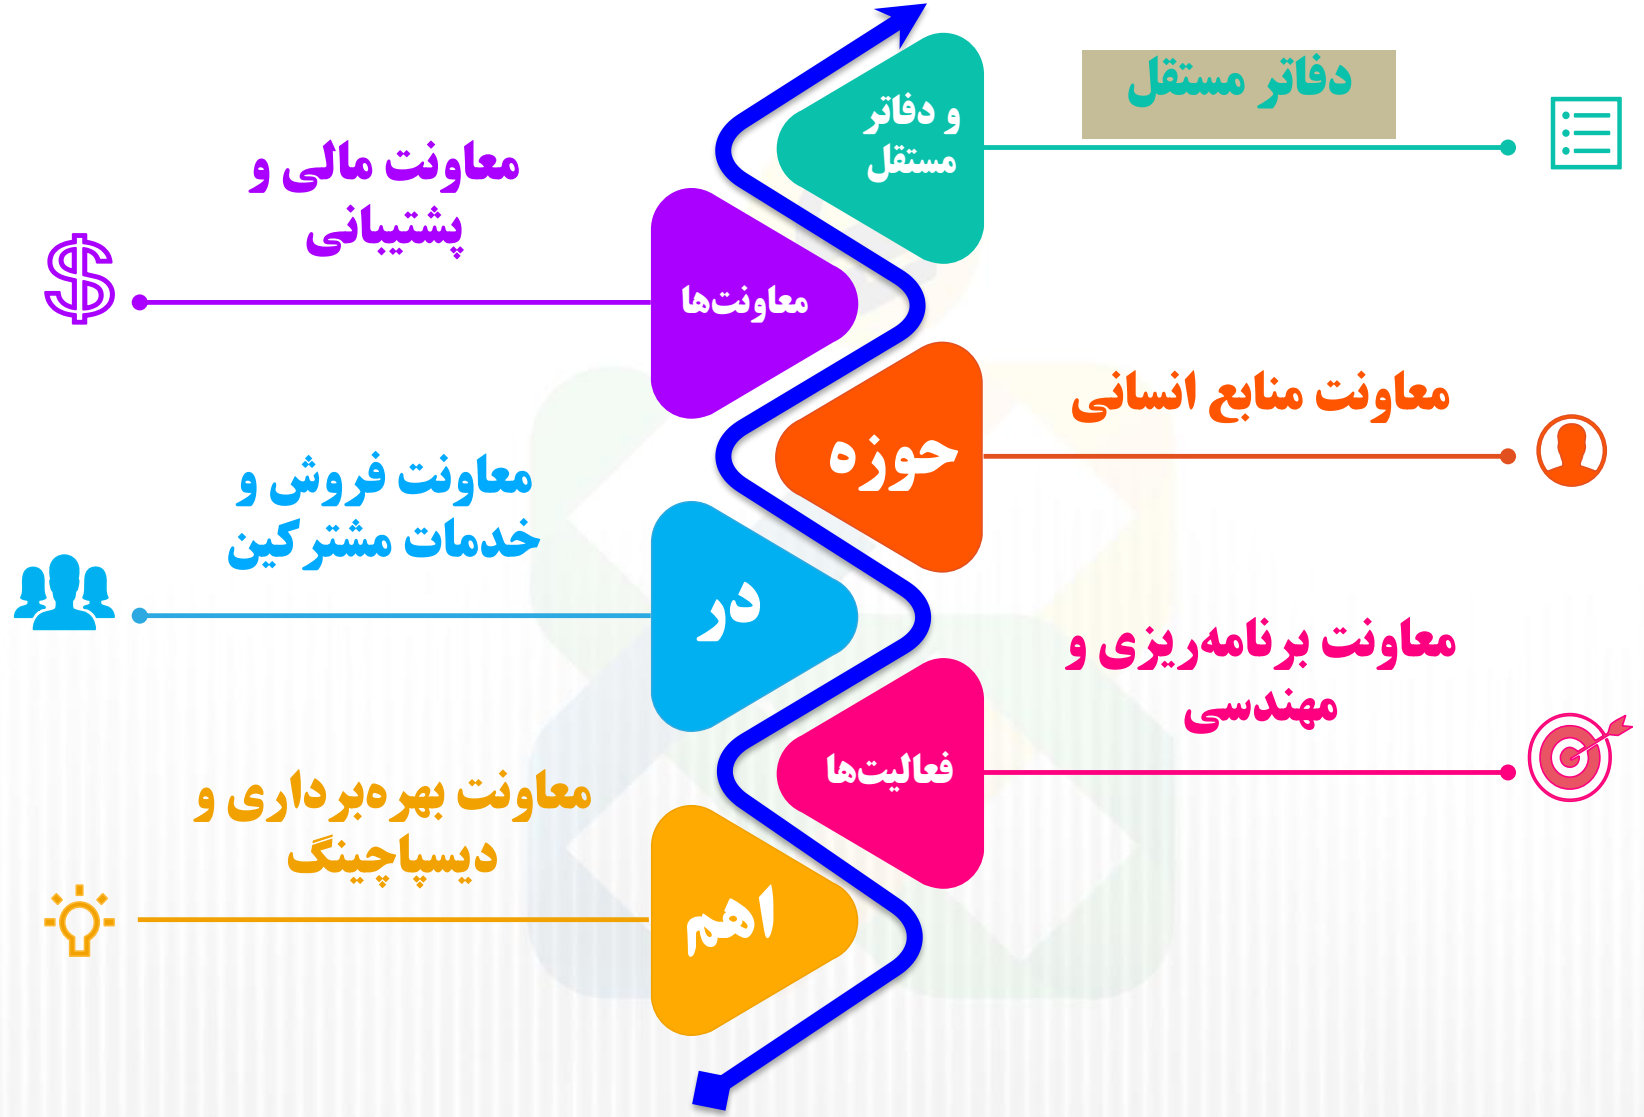 دفاتر مستقل
و دفاتر
مستقل
معاونت مالی و
پشتیبانی
معاونت‌ها
معاونت منابع انسانی
حوزه
معاونت فروش و
خدمات مشترکین
در
معاونت برنامه‌ریزی و
مهندسی
فعالیت‌ها
معاونت بهره‌برداری و
دیسپاچینگ
اهم